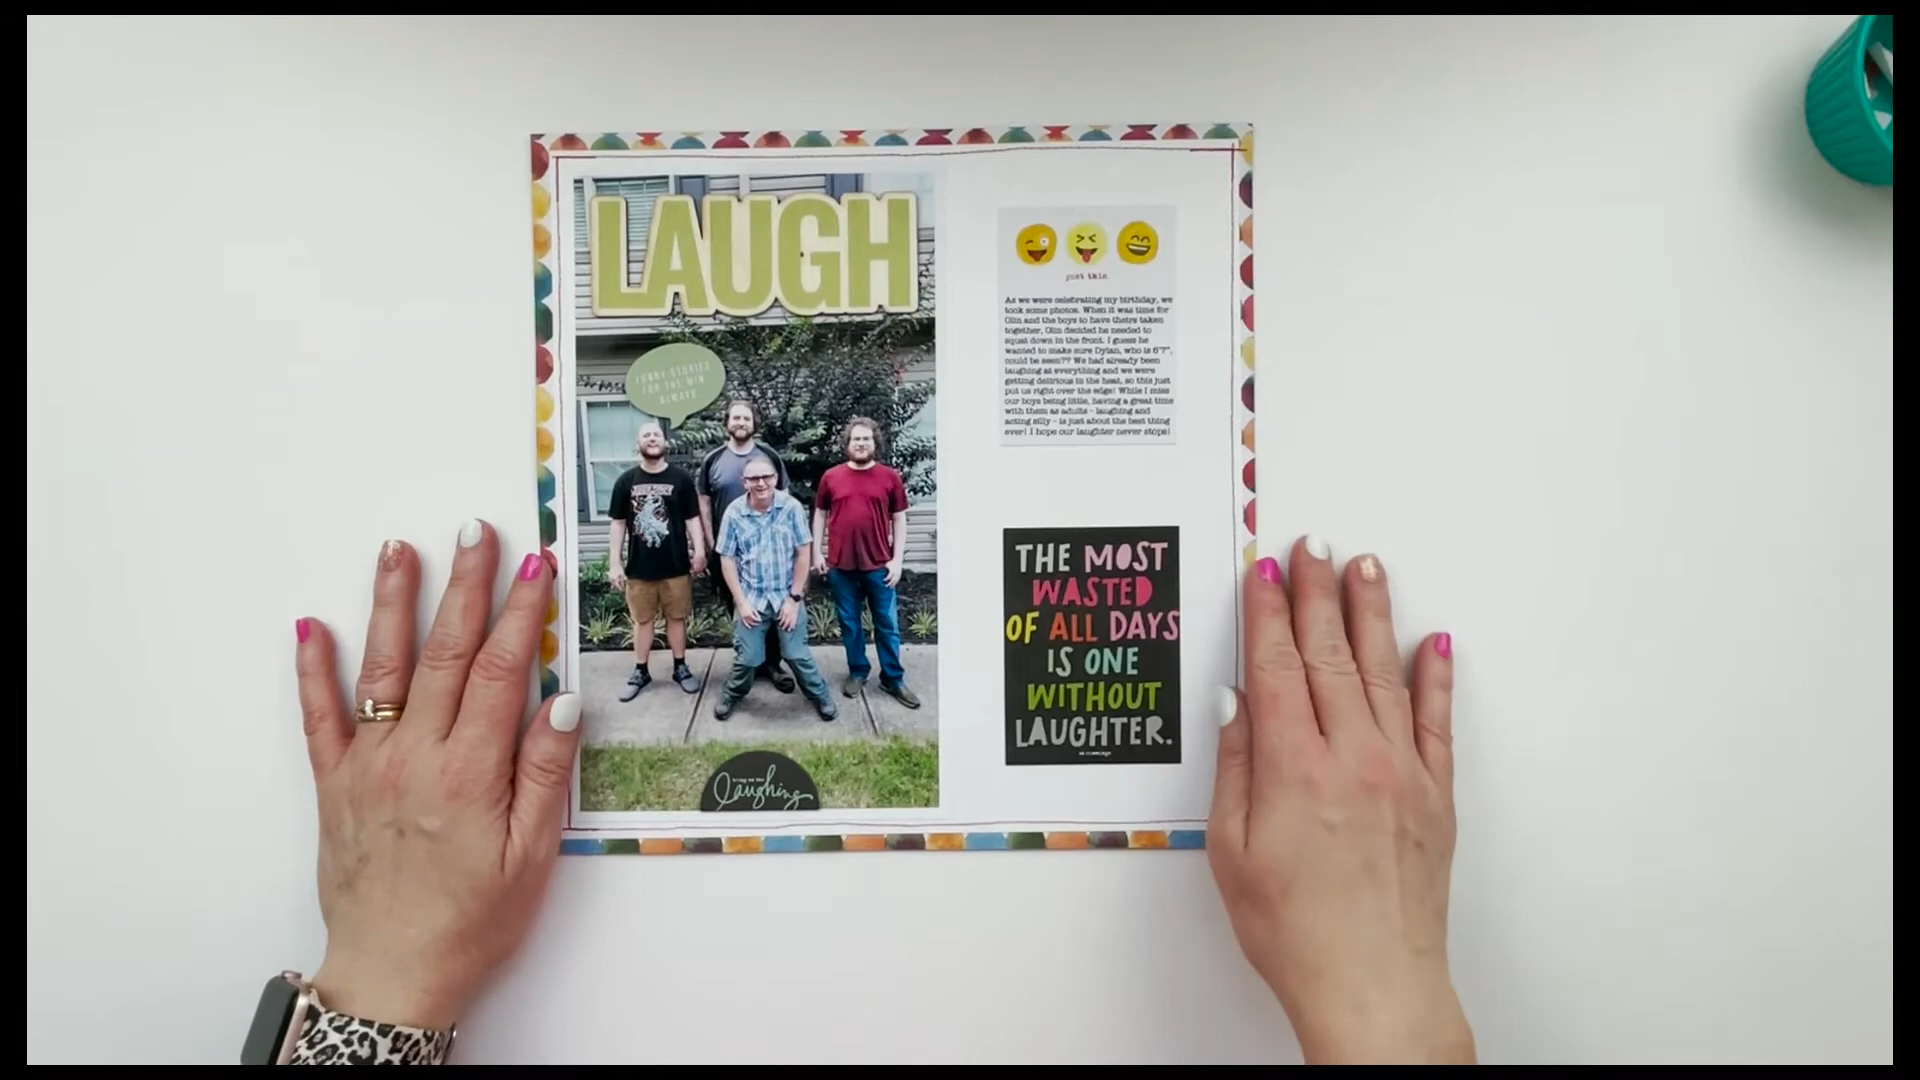 LAUGH
FUNNY STORIES
FOR THE WIN
ALWAYS
laughing
just this.
As we were celebrating my birthday, we
took some photos. When it was time for
Olin and the boys to have theirs taken
together, Olin decided he needed to
squat down in the front. I guess he
wanted to make sure Dylan, who is 6'7",
could be seen?? We had already been
laughing at everything and we were
getting delirious in the heat, so this just
put us right over the edge! While I miss
our boys being little, having a great time
with them as adults - laughing and
acting silly - is just about the best thing
ever! I hope our laughter never stops!
THE MOST
WASTED
OF ALL DAYS
IS ONE
WITHOUT
LAUGHTER.